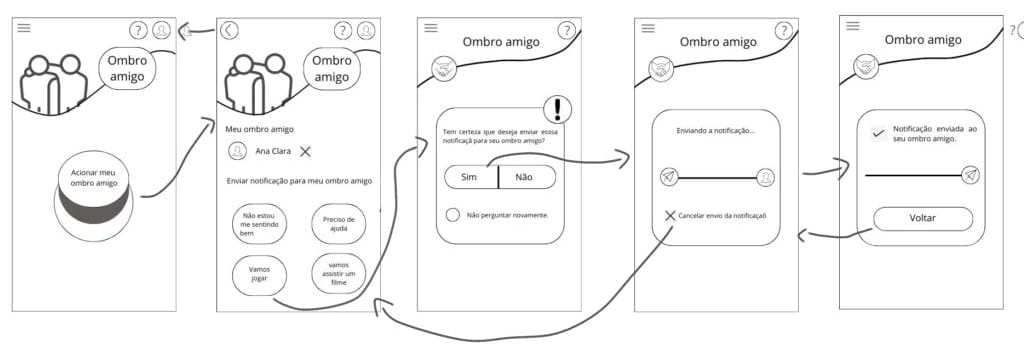 ?
Ombro
amigo
Acionar meu
ombro amigo
?
Ombro
amigo
Meu ombro amigo
Ana Clara
Enviar notificação para meu ombro amigo
Não estou
me sentindo
bem
Preciso de
ajuda
Vamos
jogar
vamos
assistir um
filme
?
Ombro amigo
!
Tem certeza que deseja enviar esssa
notificaçã para seu ombro amigo?
Sim
Não
Não perguntar novamente.
?
Ombro amigo
Enviando a notificação...
Cancelar envio da notificaçaõ
?
Ombro amigo
Notificação enviada ao
seu ombro amigo.
Voltar